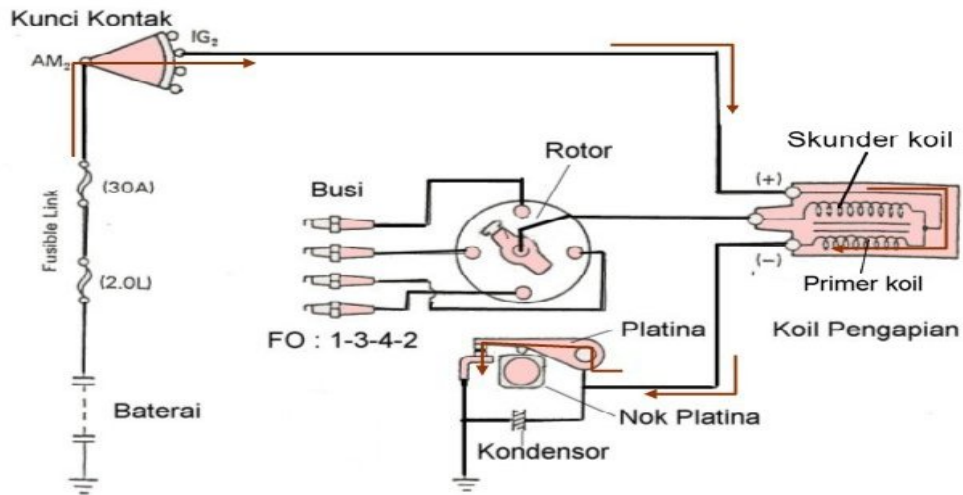 Kunci Kontak
IG₂
AM₂
(30A)
Fusible Link
(2.0L)
Baterai
Busi
Rotor
FO : 1-3-4-2
(+)
Skunder koil
(-)
Primer koil
Koil Pengapian
Platina
Nok Platina
Kondensor